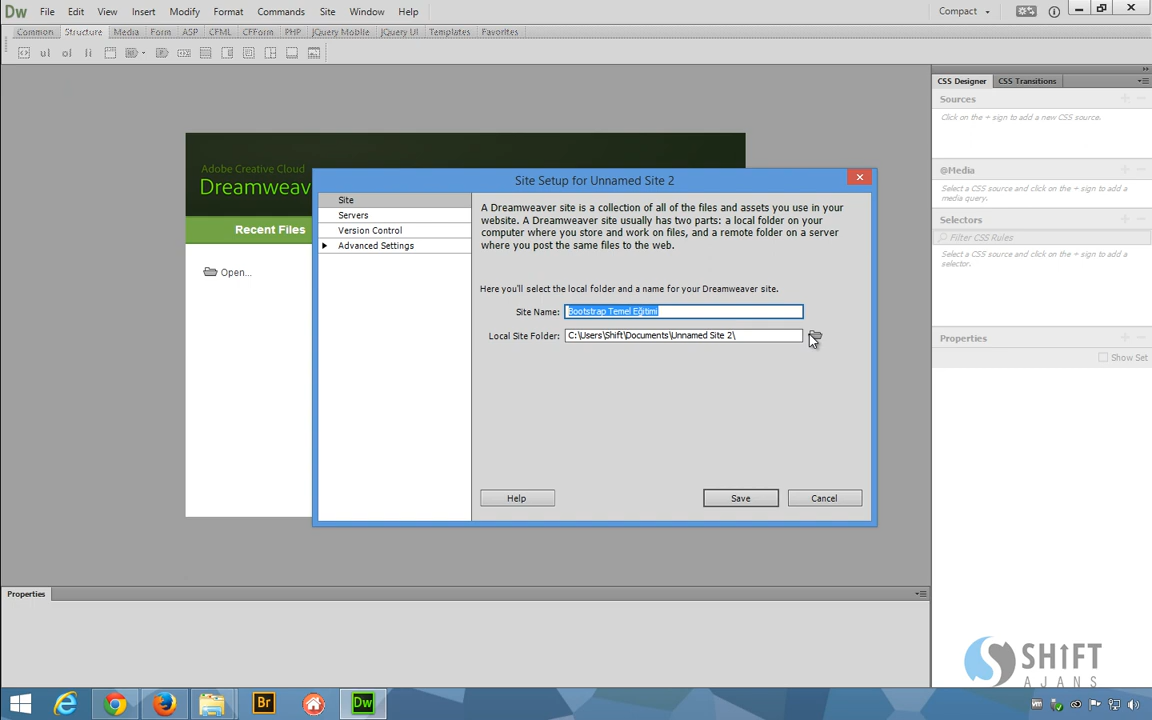 Dw File Edit View Insert Modify Format Commands Site Window Help Compact
Common Structure Media Form ASP CFML CFForm PHP jQuery Mobile jQuery UI Templates Favorites
ul ol li
CSS Designer CSS Transitions
Sources
Click on the + sign to add a new CSS source.
@Media
Select a CSS source and click on the + sign to add a
media query.
Selectors
Filter CSS Rules
Select a CSS source and click on the + sign to add a
selector.
Properties
Show Set
Adobe Creative Cloud
Dreamweav
Recent Files
Open...
Site Setup for Unnamed Site 2
Site
Servers
Version Control
Advanced Settings
A Dreamweaver site is a collection of all of the files and assets you use in your
website. A Dreamweaver site usually has two parts: a local folder on your
computer where you store and work on files, and a remote folder on a server
where you post the same files to the web.
Here you'll select the local folder and a name for your Dreamweaver site.
Site Name: Bootstrap Temel Eğitimi
Local Site Folder: C:\Users\Shift\Documents\Unnamed Site 2\
Help Save Cancel
Properties
SHIFT
AJANS
Br Dw